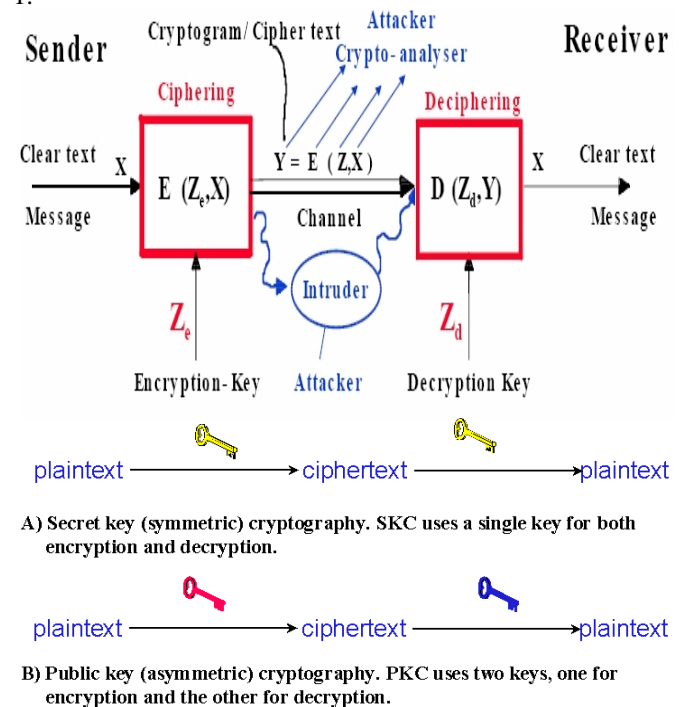 1.
Attacker
Cryptogram/ Cipher text
Crypto-analyser
Sender
Receiver
Ciphering
Deciphering
Clear text
X
E (Ze,X)
Y = E (Z,X)
D (Zd,Y)
X
Clear text
Message
Channel
Message
Intruder
Ze
Zd
Encryption-Key
Attacker
Decryption Key
plaintext
ciphertext
plaintext
A) Secret key (symmetric) cryptography. SKC uses a single key for both
encryption and decryption.
plaintext
ciphertext
plaintext
B) Public key (asymmetric) cryptography. PKC uses two keys, one for
encryption and the other for decryption.